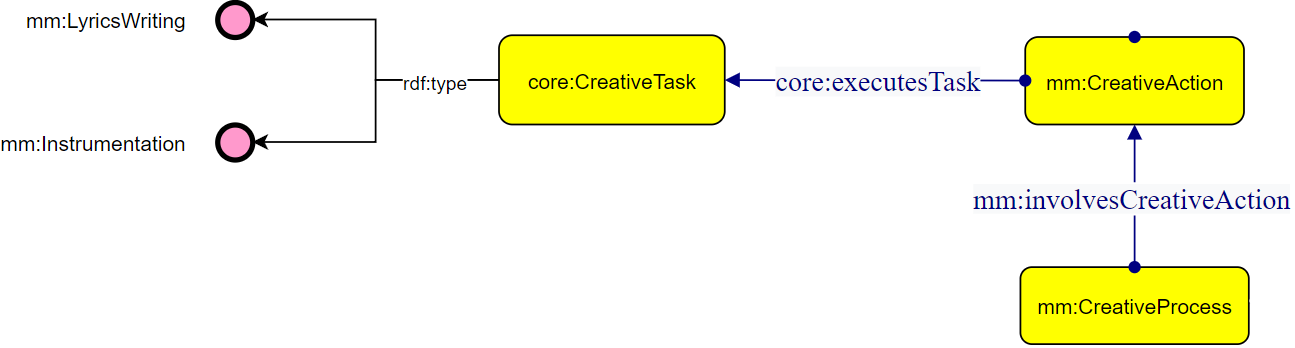 mm:LyricsWriting
rdf:type
core:CreativeTask
core:executesTask
mm:CreativeAction
mm:Instrumentation
mm:involvesCreativeAction
mm:CreativeProcess